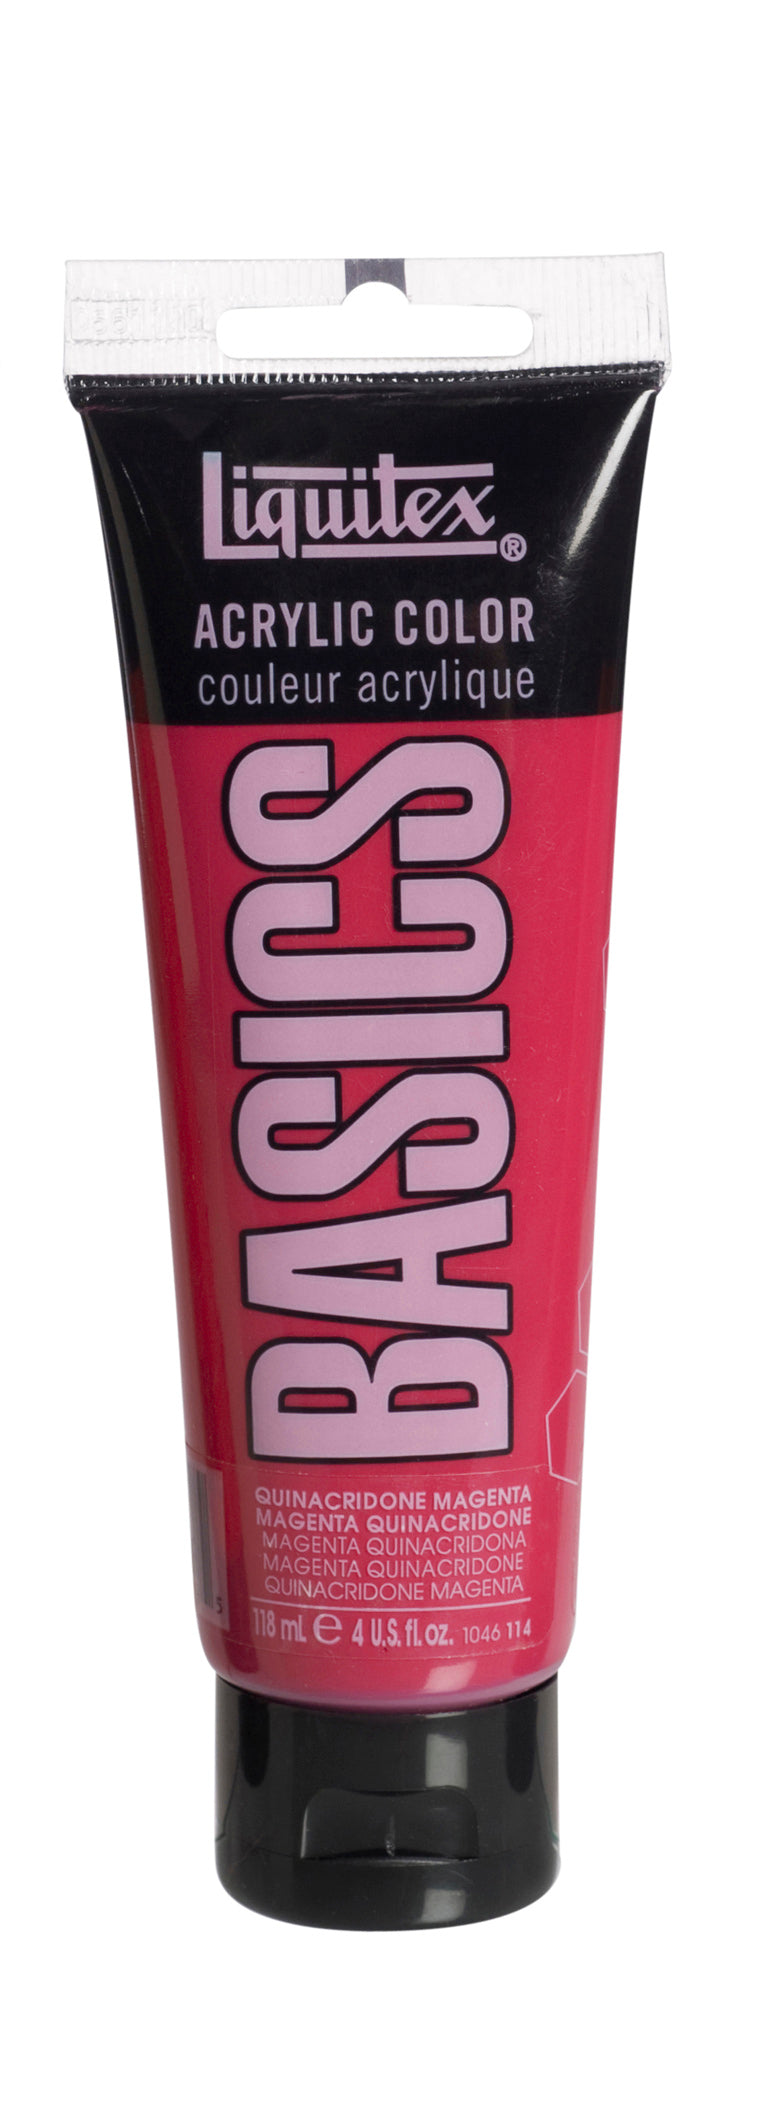 Liquitex®
ACRYLIC COLOR
couleur acrylique
BASICS
QUINACRIDONE MAGENTA
MAGENTA QUINACRIDONE
MAGENTA QUINACRIDONA
MAGENTA QUINACRIDONE
QUINACRIDONE MAGENTA
118 mL e 4 U.S. fl. oz. 1046 114
5